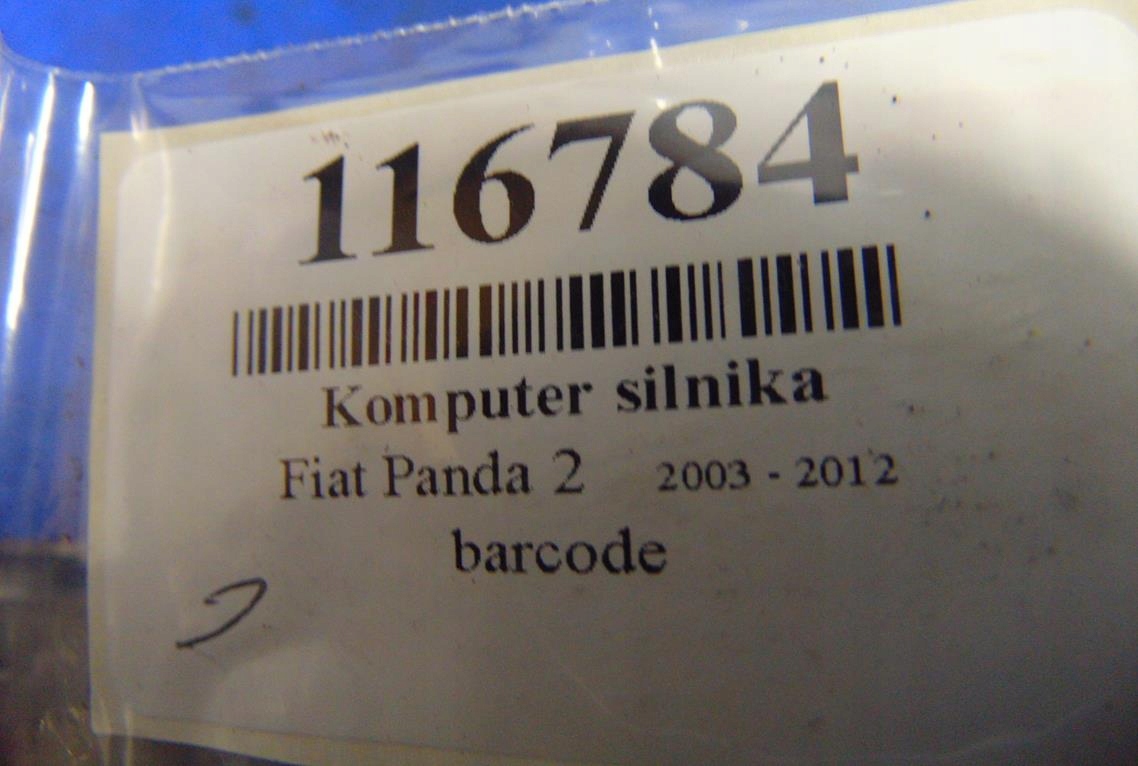 116784
Komputer silnika
Fiat Panda 2 2003 - 2012
barcode